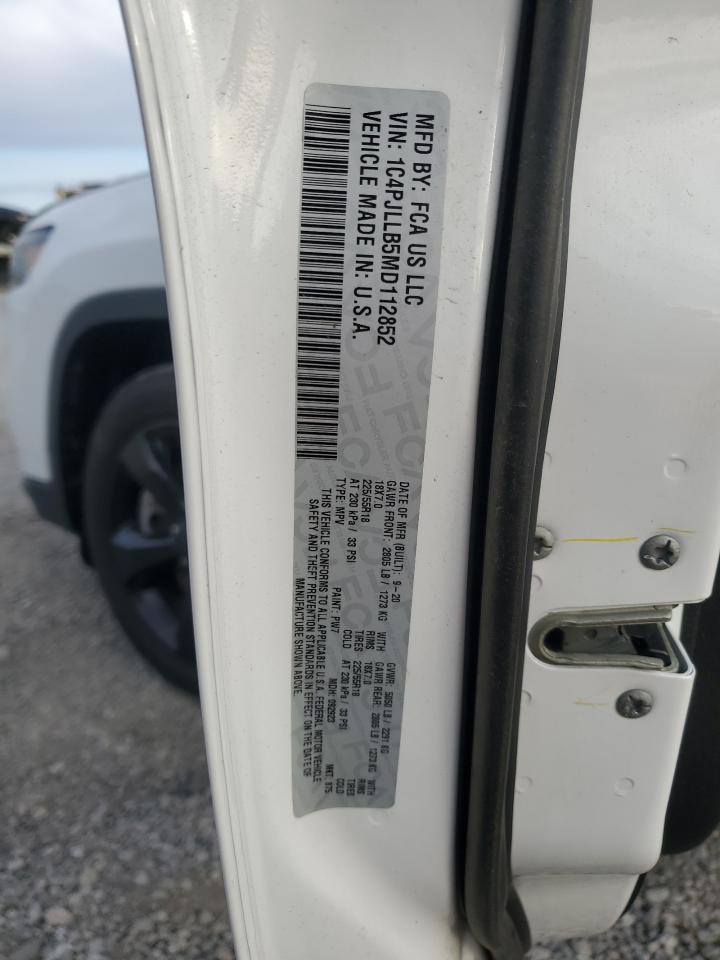 MFD BY: FCA US LLC
VIN: 1C4PJLLB5MD112852
VEHICLE MADE IN: U.S.A.
DATE OF MFR (BUILT): 9-20 GVWR: 5050 LB / 2291 KG
GAWR FRONT: 2805 LB / 1273 KG WITH GAWR REAR: 2805 LB / 1273 KG WITH
18X7.0 RIMS 18X7.0 RIMS
225/55R18 TIRES 225/55R18 TIRES
AT 230 kPa / 33 PSI COLD AT 230 kPa / 33 PSI COLD
TYPE: MPV PAINT: PW7 MDH: 092923 MKT:
THIS VEHICLE CONFORMS TO ALL APPLICABLE U.S.A. FEDERAL MOTOR VEHICLE
SAFETY AND THEFT PREVENTION STANDARDS IN EFFECT ON THE DATE OF
MANUFACTURE SHOWN ABOVE.